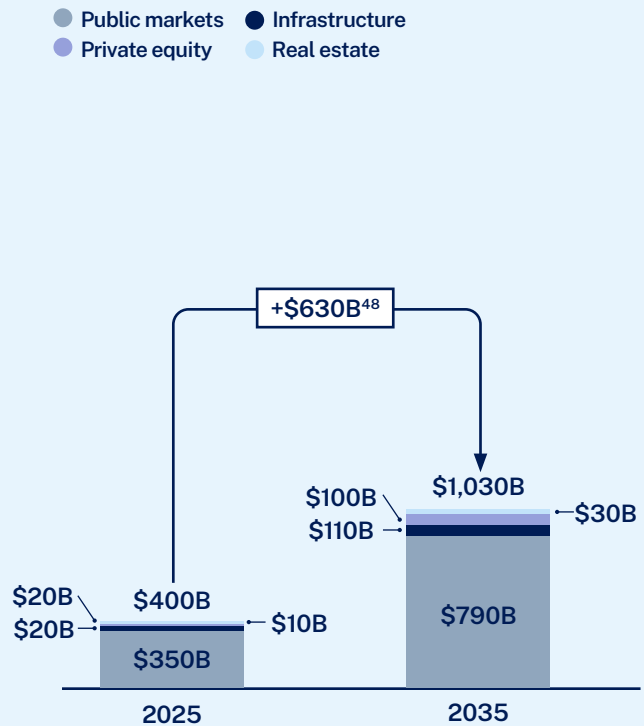 Public markets Infrastructure
Private equity Real estate
+$630B⁴⁸
$1,030B
$100B
$30B
$110B
$790B
$20B
$400B
$20B
$10B
$350B
2025 2035